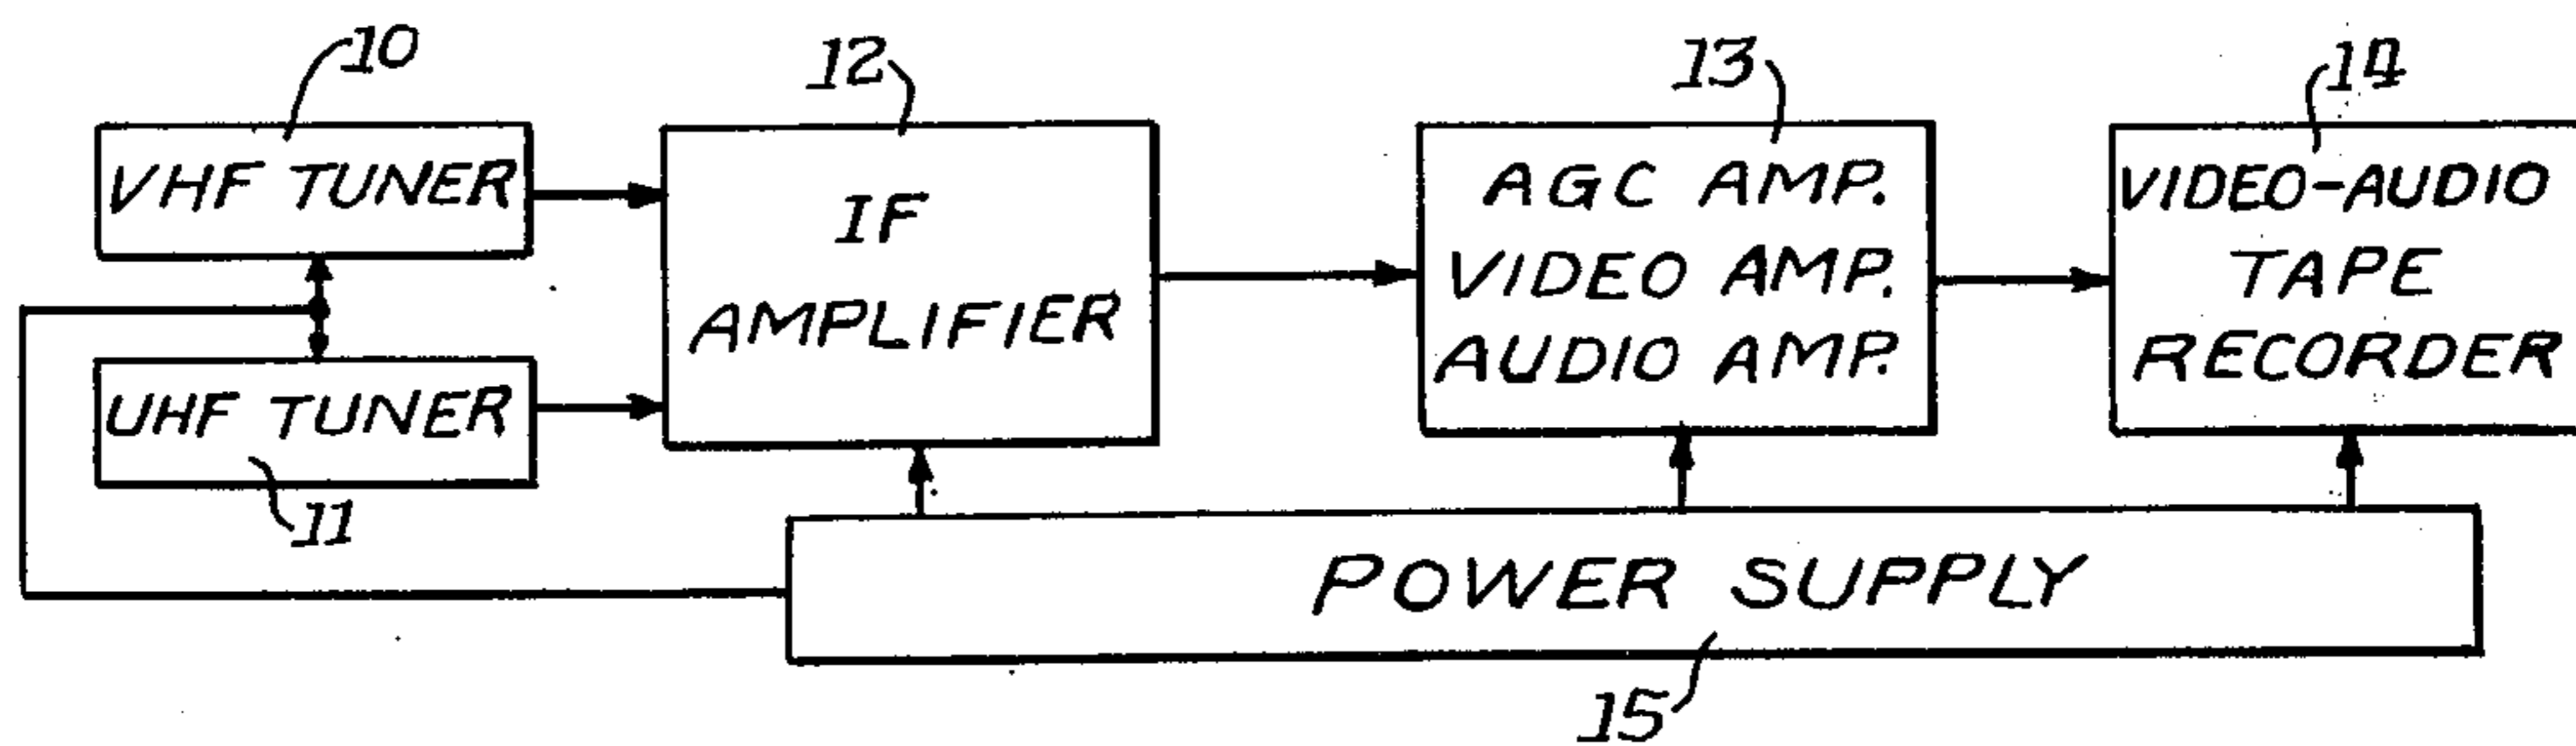 10
12
13
14
VHF TUNER
IF
AMPLIFIER
AGC AMP.
VIDEO AMP.
AUDIO AMP.
VIDEO-AUDIO
TAPE
RECORDER
UHF TUNER
11
POWER SUPPLY
15